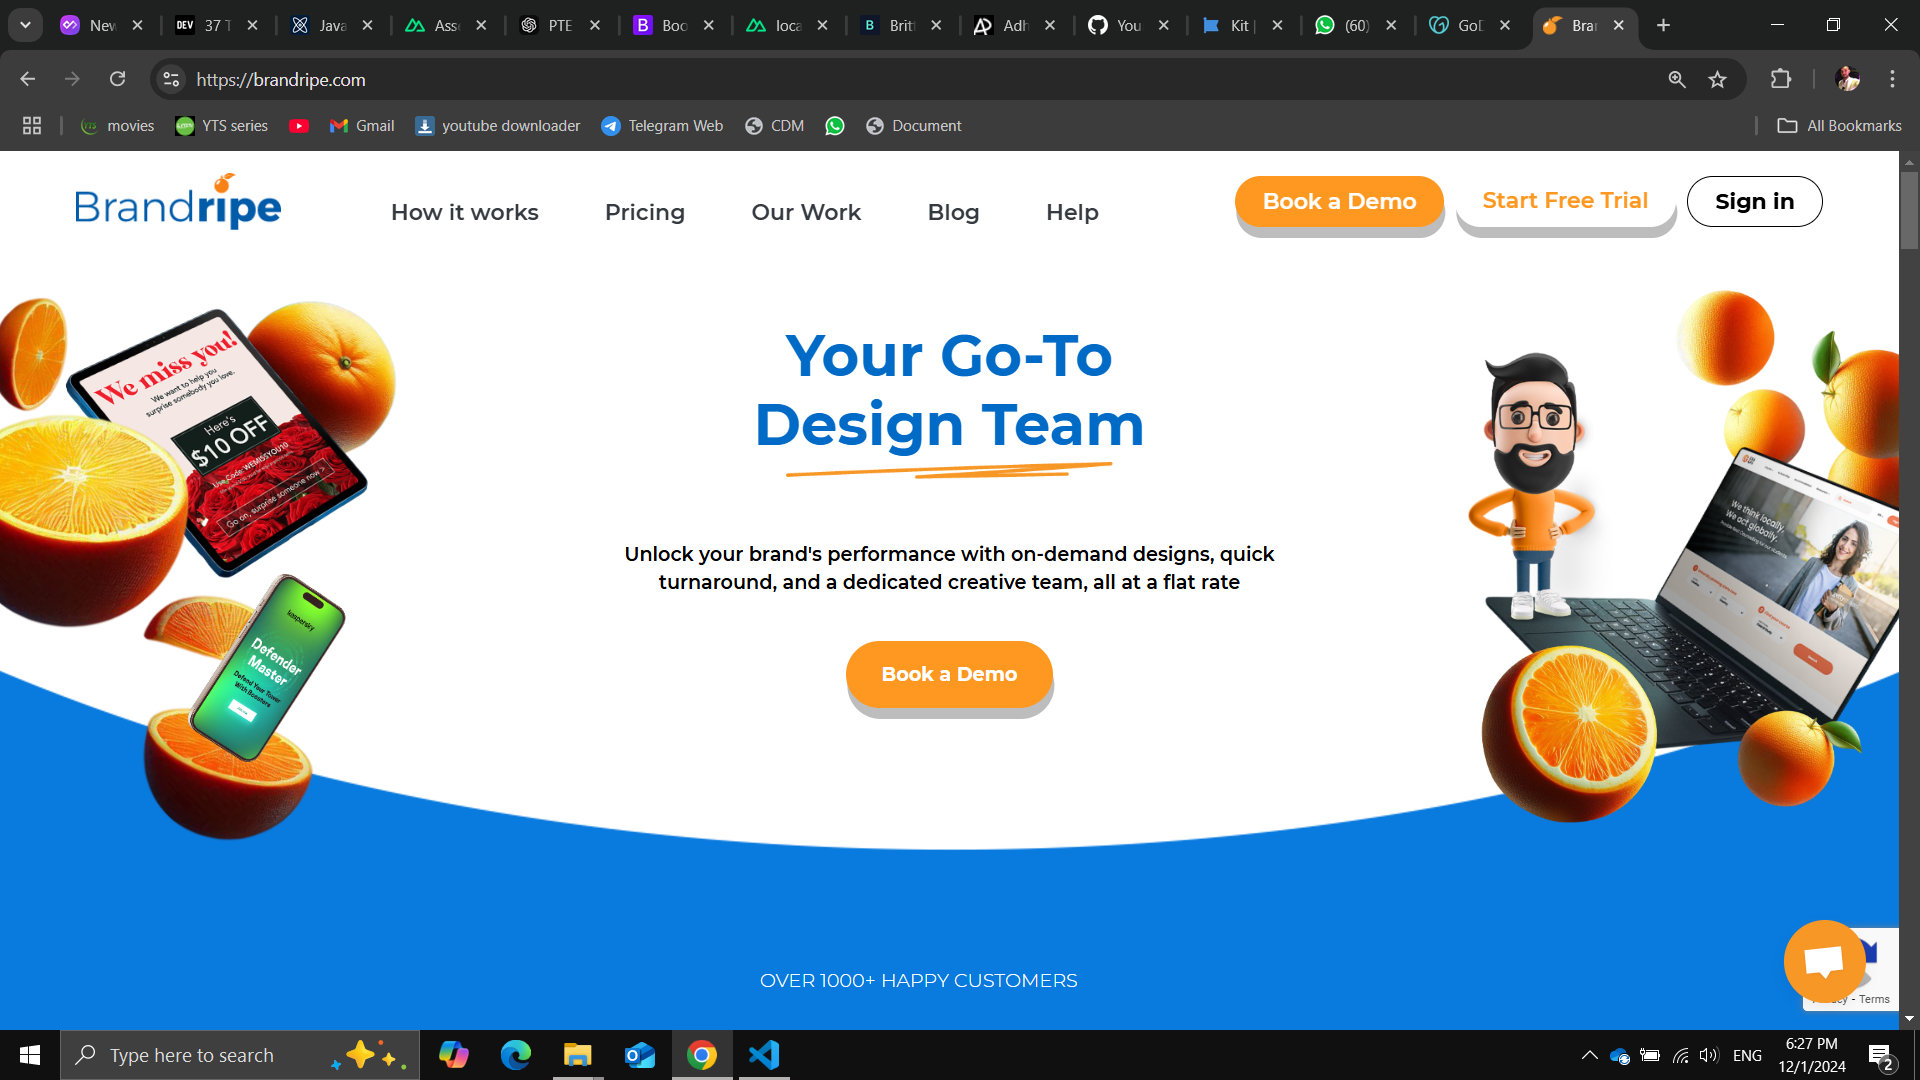 New
37 T
Java
Asse
PTE
Boo
loca
Britt
Adh
You
Kit |
(60)
GoD
Bran
https://brandripe.com
movies
YTS series
Gmail
youtube downloader
Telegram Web
CDM
Document
All Bookmarks
Brandripe
How it works
Pricing
Our Work
Blog
Help
Book a Demo
Start Free Trial
Sign in
We miss you!
We want to help you
surprise somebody you love.
Here's
$10 OFF
Use Code: WEMISSYOU10
Go on, surprise someone now >
kaspersky
Defender
Master
Defend Your Tower
With Boosters
Your Go-To
Design Team
Unlock your brand's performance with on-demand designs, quick
turnaround, and a dedicated creative team, all at a flat rate
Book a Demo
We think locally.
We act globally.
OVER 1000+ HAPPY CUSTOMERS
- Terms
Type here to search
ENG
6:27 PM
12/1/2024
2